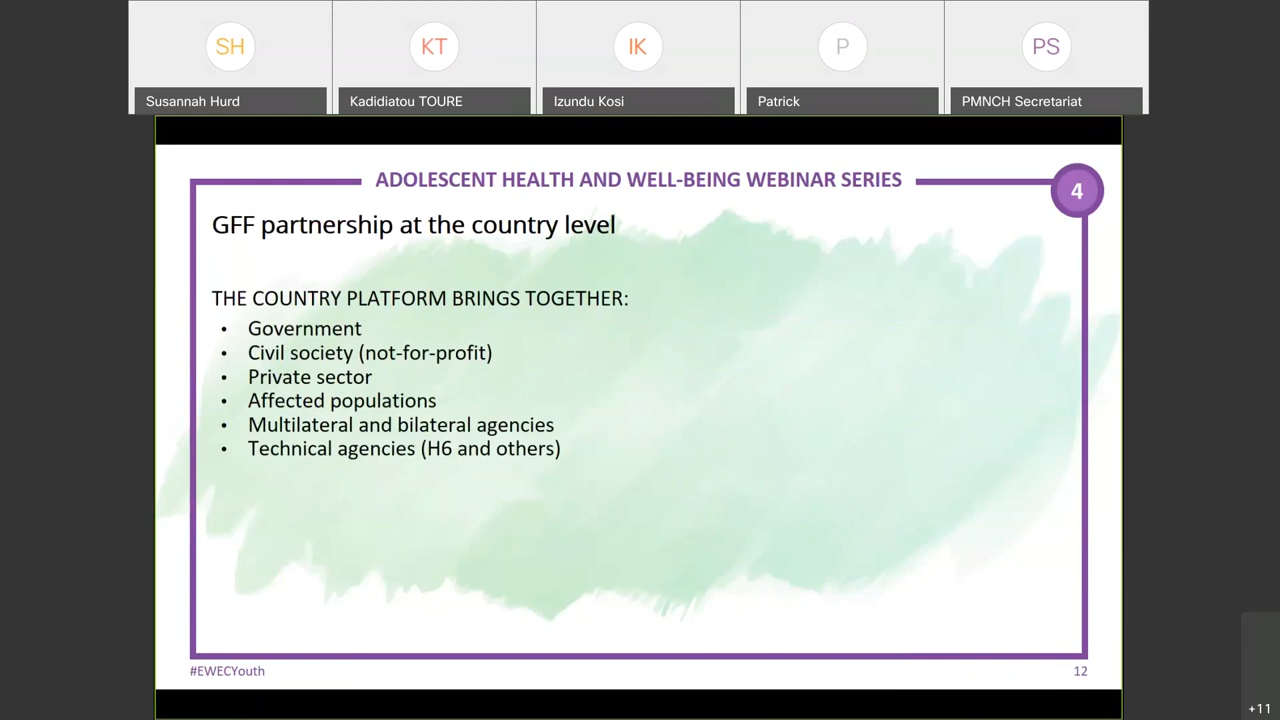 SH
KT
IK
P
PS
Susannah Hurd
Kadidiatou TOURE
Izundu Kosi
Patrick
PMNCH Secretariat
ADOLESCENT HEALTH AND WELL-BEING WEBINAR SERIES
4
GFF partnership at the country level
THE COUNTRY PLATFORM BRINGS TOGETHER:
• Government
• Civil society (not-for-profit)
• Private sector
• Affected populations
• Multilateral and bilateral agencies
• Technical agencies (H6 and others)
#EWECYouth
12
+11